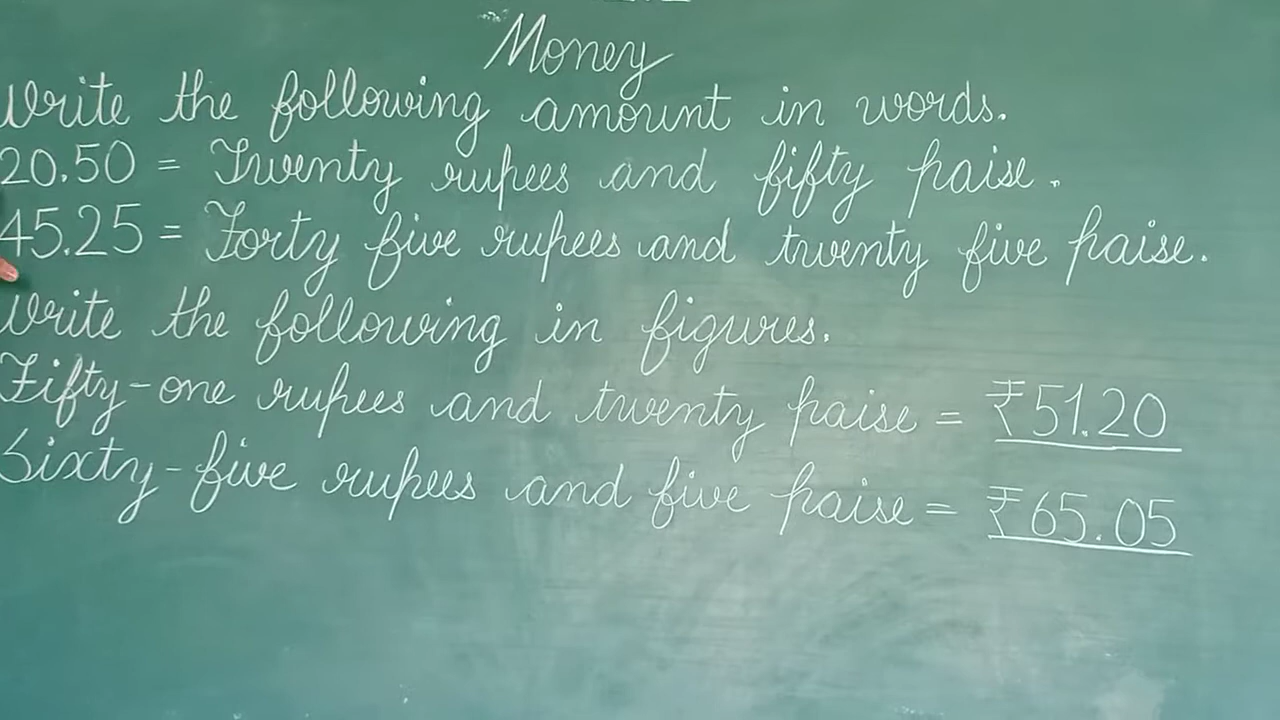 Money
Write the following amount in words.
20.50 = Twenty rupees and fifty paise.
45.25 = Forty five rupees and twenty five paise.
Write the following in figures.
Fifty-one rupees and twenty paise = ₹51.20
Sixty-five rupees and five paise = ₹65.05